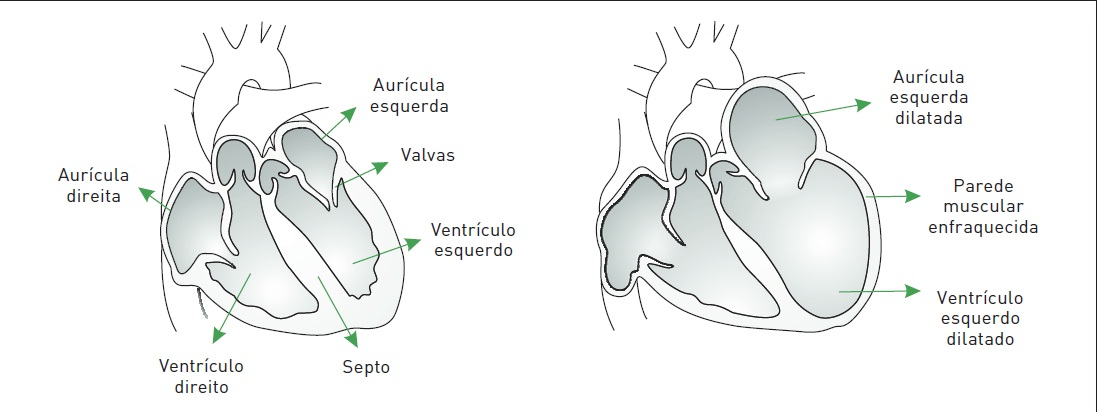 Aurícula
esquerda
Valvas
Aurícula
direita
Ventrículo
esquerdo
Ventrículo
direito
Septo
Aurícula
esquerda
dilatada
Parede
muscular
enfraquecida
Ventrículo
esquerdo
dilatado